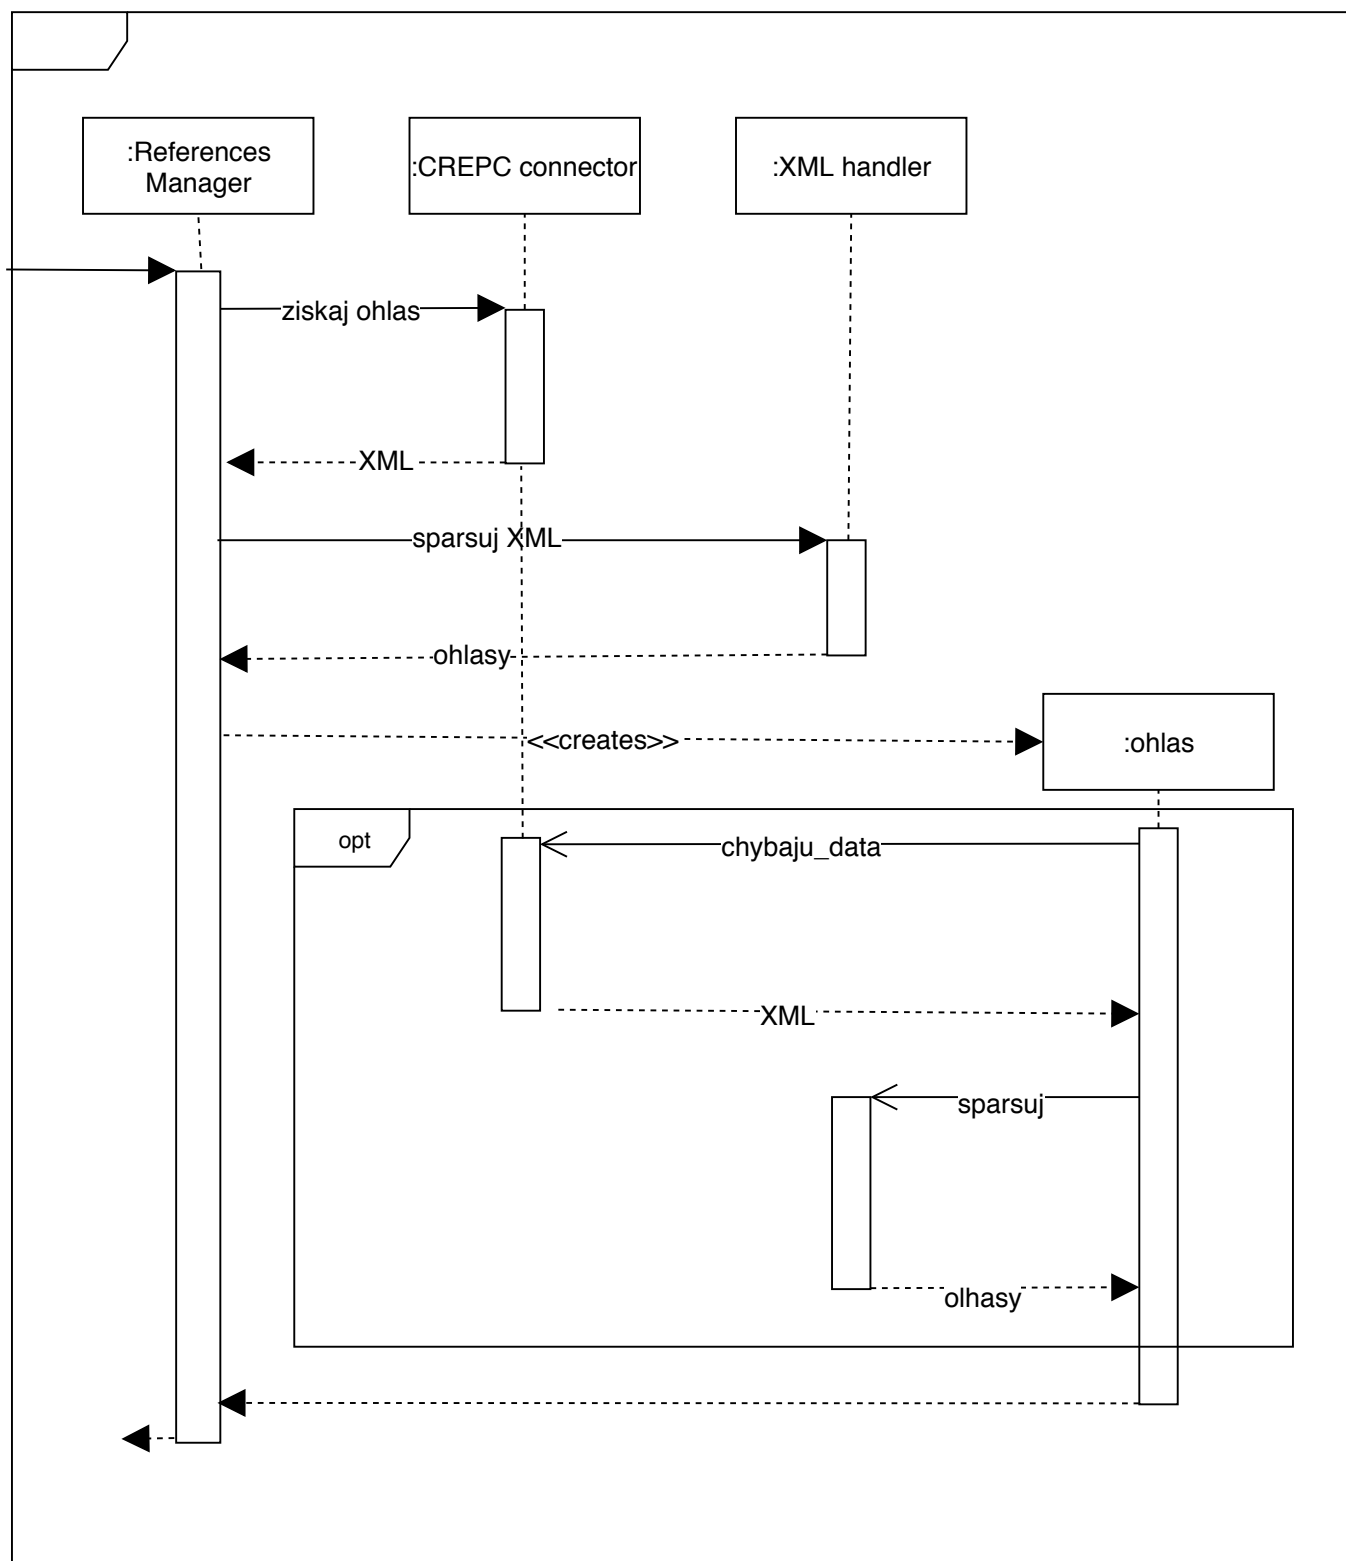 :References
Manager
:CREPC connector
:XML handler
ziskaj ohlas
XML
sparsuj XML
ohlasy
<<creates>>
:ohlas
opt
chybaju_data
XML
sparsuj
olhasy